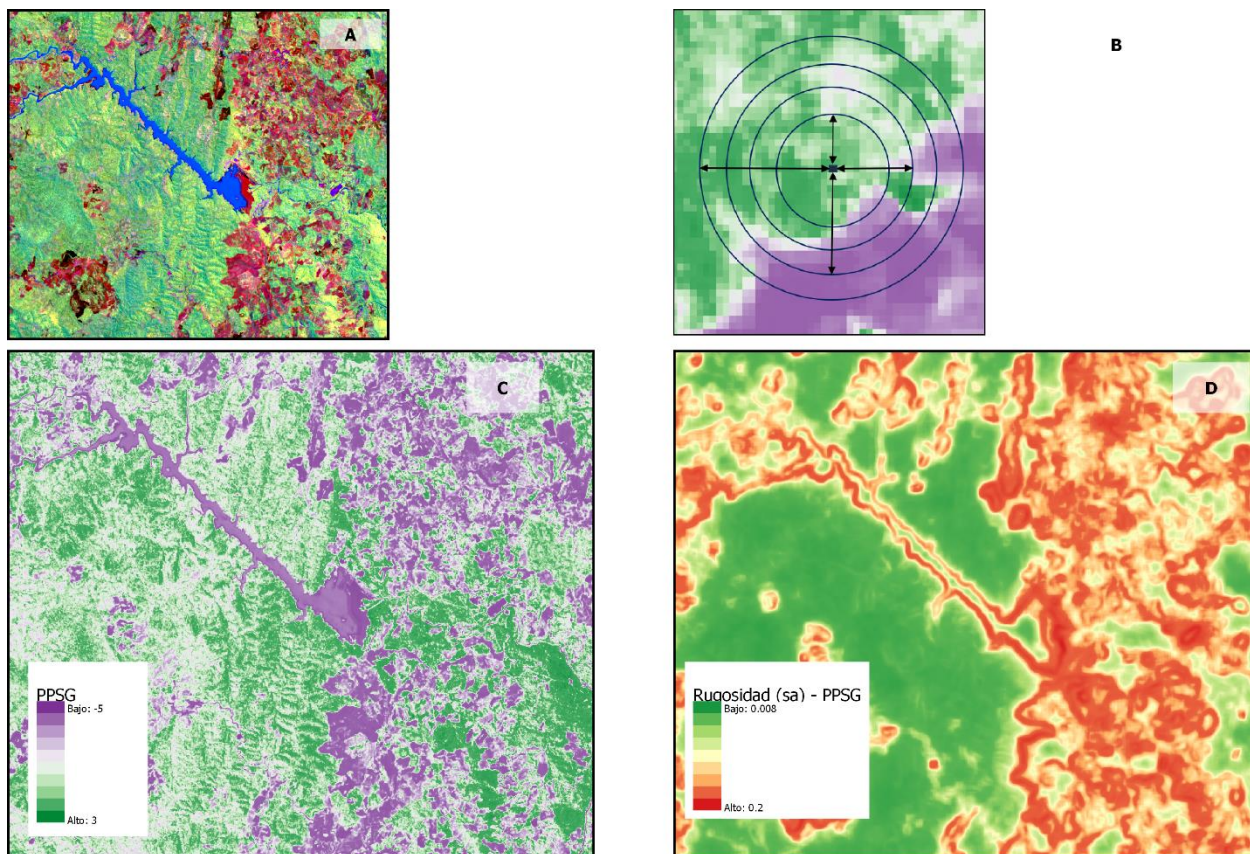 A
B
C
PPSG
Bajo: -5
Alto: 3
D
Rugosidad (sa) - PPSG
Bajo: 0.008
Alto: 0.2